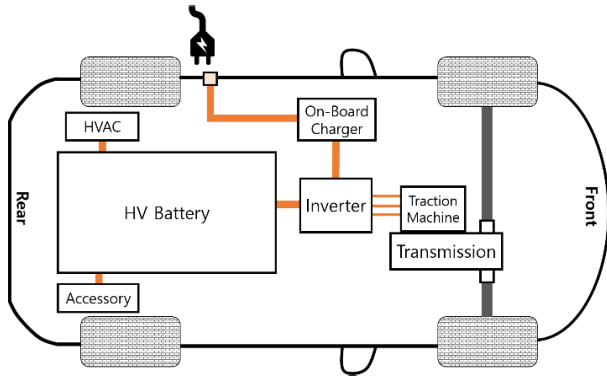 HVAC
On-Board
Charger
Rear
HV Battery
Inverter
Traction
Machine
Front
Transmission
Accessory